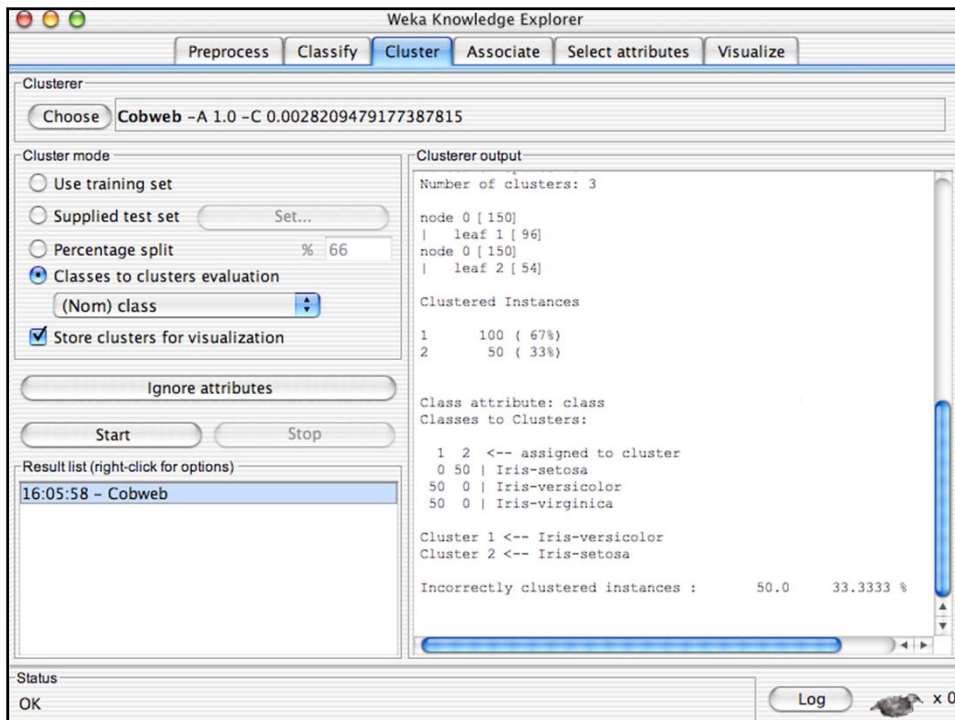 Weka Knowledge Explorer
Preprocess Classify Cluster Associate Select attributes Visualize
Clusterer
Choose Cobweb -A 1.0 -C 0.0028209479177387815
Cluster mode
Use training set
Supplied test set Set...
Percentage split % 66
Classes to clusters evaluation
(Nom) class
Store clusters for visualization
Ignore attributes
Start Stop
Result list (right-click for options)
16:05:58 - Cobweb
Clusterer output
Number of clusters: 3
node 0 [ 150]
| leaf 1 [ 96]
node 0 [ 150]
| leaf 2 [ 54]
Clustered Instances
1 100 ( 67%)
2 50 ( 33%)
Class attribute: class
Classes to Clusters:
1 2 <-- assigned to cluster
0 50 | Iris-setosa
50 0 | Iris-versicolor
50 0 | Iris-virginica
Cluster 1 <-- Iris-versicolor
Cluster 2 <-- Iris-setosa
Incorrectly clustered instances : 50.0 33.3333 %
Status
OK
Log x 0